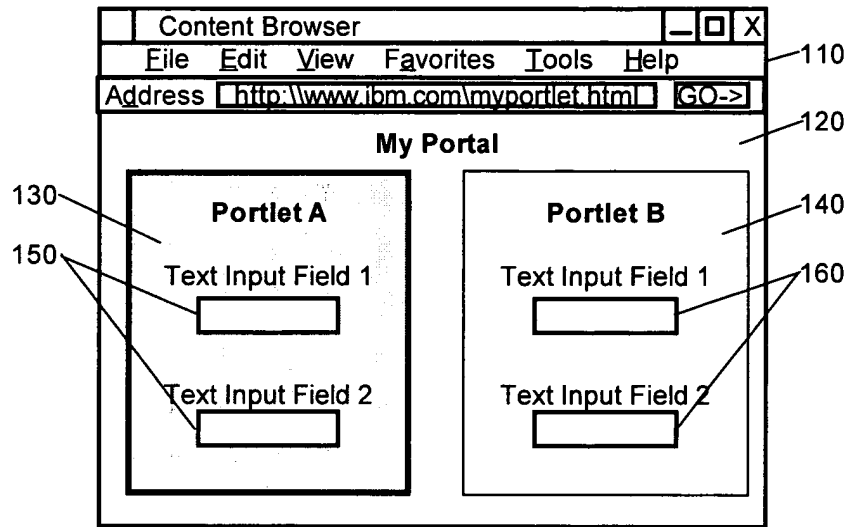 Content Browser X
File Edit View Favorites Tools Help
110
Address http:\\www.ibm.com\myportlet.html GO->
120
My Portal
130
150
Portlet A
Text Input Field 1
Text Input Field 2
Portlet B
Text Input Field 1
Text Input Field 2
140
160